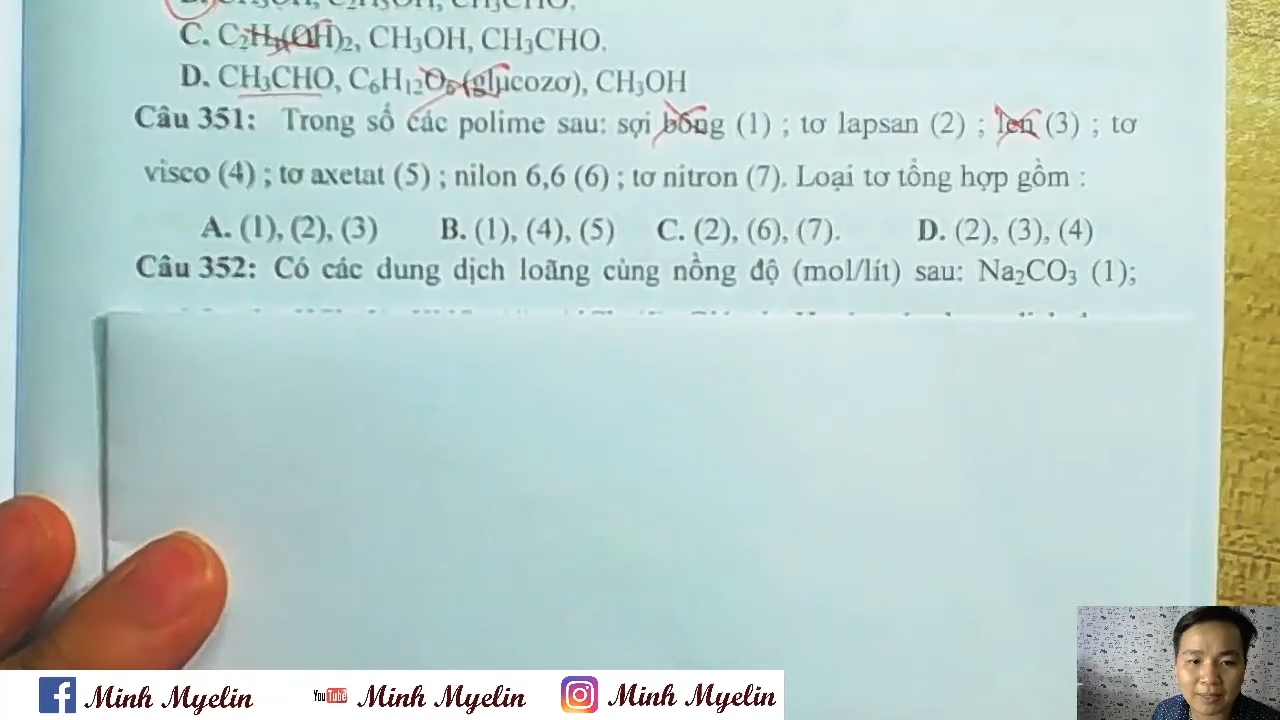 C. C₂H₄(OH)₂, CH₃OH, CH₃CHO.
D. CH₃CHO, C₆H₁₂O₆ (glucozơ), CH₃OH
Câu 351: Trong số các polime sau: sợi bông (1) ; tơ lapsan (2) ; len (3) ; tơ
visco (4) ; tơ axetat (5) ; nilon 6,6 (6) ; tơ nitron (7). Loại tơ tổng hợp gồm :
A. (1), (2), (3) B. (1), (4), (5) C. (2), (6), (7). D. (2), (3), (4)
Câu 352: Có các dung dịch loãng cùng nồng độ (mol/lít) sau: Na₂CO₃ (1);
f Minh Myelin YouTube Minh Myelin Minh Myelin